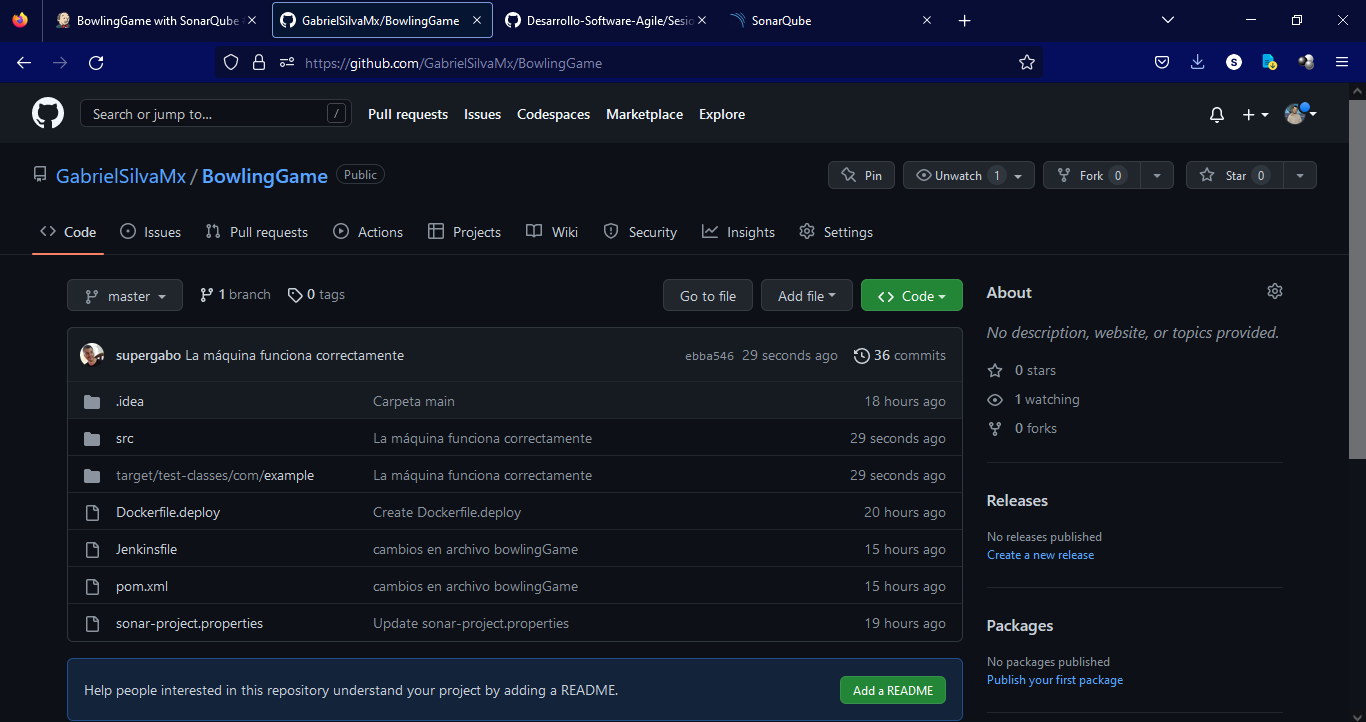 BowlingGame with SonarQube
GabrielSilvaMx/BowlingGame
Desarrollo-Software-Agile/Sesio
SonarQube
https://github.com/GabrielSilvaMx/BowlingGame
S
Search or jump to... /
Pull requests Issues Codespaces Marketplace Explore
GabrielSilvaMx / BowlingGame Public
Pin Unwatch 1 Fork 0 Star 0
Code Issues Pull requests Actions Projects Wiki Security Insights Settings
master 1 branch 0 tags Go to file Add file Code
supergabo La máquina funciona correctamente ebba546 29 seconds ago 36 commits
.idea Carpeta main 18 hours ago
src La máquina funciona correctamente 29 seconds ago
target/test-classes/com/example La máquina funciona correctamente 29 seconds ago
Dockerfile.deploy Create Dockerfile.deploy 20 hours ago
Jenkinsfile cambios en archivo bowlingGame 15 hours ago
pom.xml cambios en archivo bowlingGame 15 hours ago
sonar-project.properties Update sonar-project.properties 19 hours ago
Help people interested in this repository understand your project by adding a README. Add a README
About
No description, website, or topics provided.
0 stars
1 watching
0 forks
Releases
No releases published
Create a new release
Packages
No packages published
Publish your first package